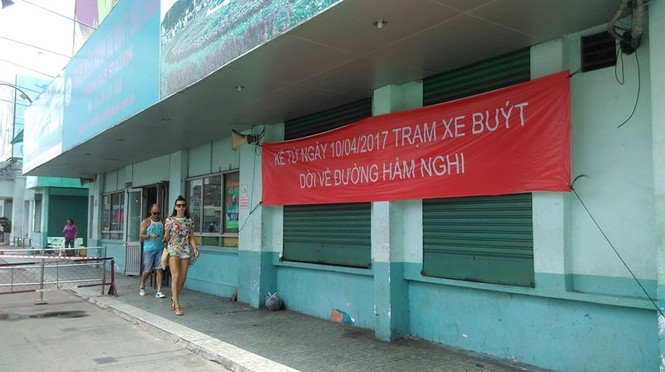 KỂ TỪ NGÀY 10/04/2017 TRẠM XE BUÝT
DỜI VỀ ĐƯỜNG HÀM NGHI